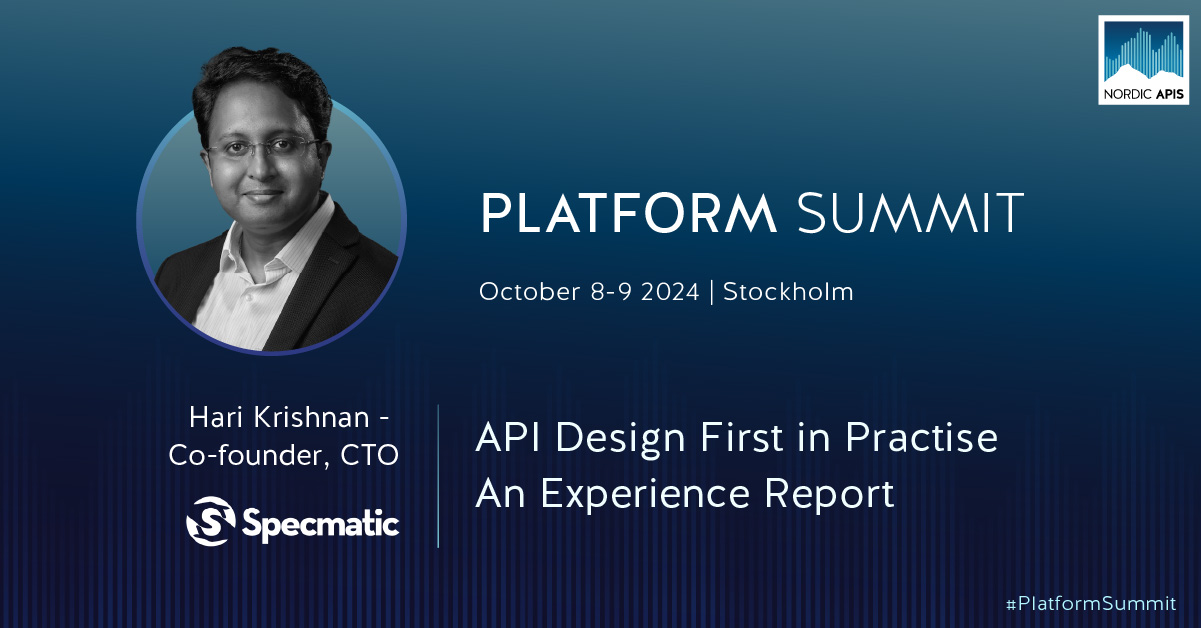 NORDIC APIS
PLATFORM SUMMIT
October 8-9 2024 | Stockholm
Hari Krishnan -
Co-founder, CTO
Specmatic
API Design First in Practise
An Experience Report
#PlatformSummit